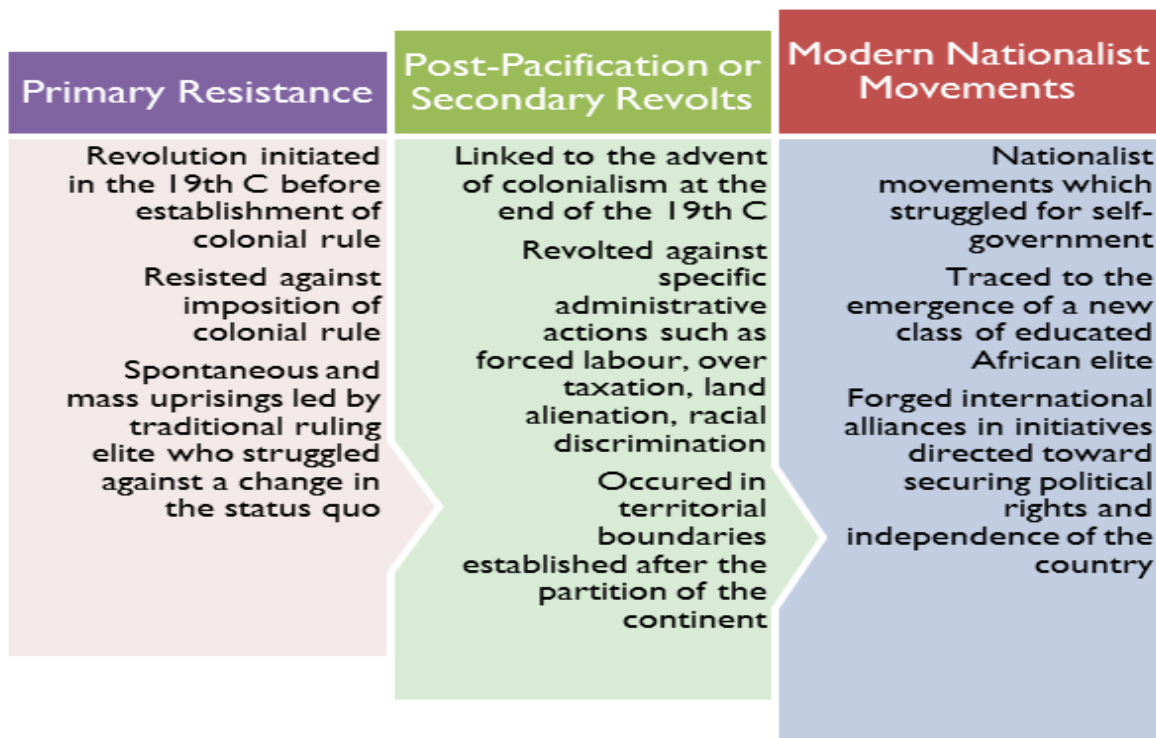 Primary Resistance
Revolution initiated
in the 19th C before
establishment of
colonial rule
Resisted against
imposition of
colonial rule
Spontaneous and
mass uprisings led by
traditional ruling
elite who struggled
against a change in
the status quo
Post-Pacification or
Secondary Revolts
Linked to the advent
of colonialism at the
end of the 19th C
Revolted against
specific
administrative
actions such as
forced labour, over
taxation, land
alienation, racial
discrimination
Occured in
territorial
boundaries
established after the
partition of the
continent
Modern Nationalist
Movements
Nationalist
movements which
struggled for self-
government
Traced to the
emergence of a new
class of educated
African elite
Forged international
alliances in initiatives
directed toward
securing political
rights and
independence of the
country